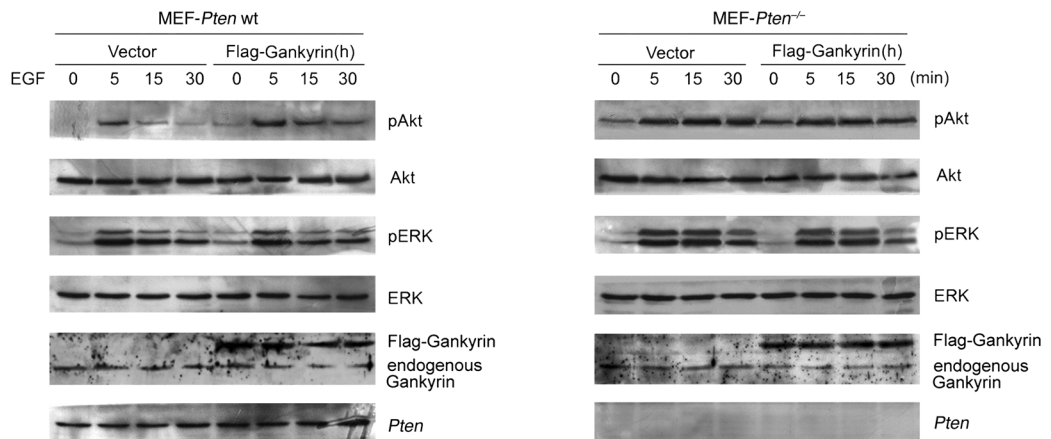 MEF-Pten wt
Vector Flag-Gankyrin(h)
EGF 0 5 15 30 0 5 15 30
pAkt
Akt
pERK
ERK
Flag-Gankyrin
endogenous
Gankyrin
Pten
MEF-Pten–/–
Vector Flag-Gankyrin(h)
0 5 15 30 0 5 15 30 (min)
pAkt
Akt
pERK
ERK
Flag-Gankyrin
endogenous
Gankyrin
Pten